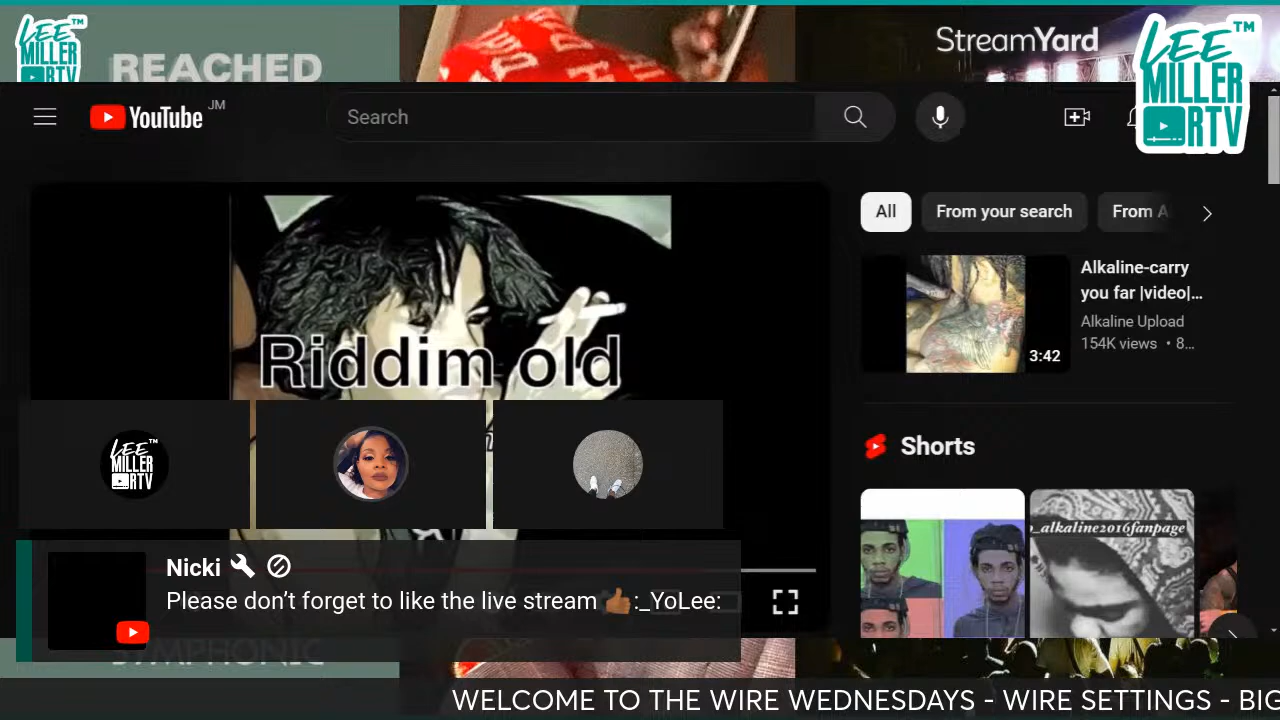 LEE™
MILLER
RTV
REACHED
StreamYard
LEE™
MILLER
RTV
YouTube JM
Search
All
From your search
From A
Riddim old
Alkaline-carry
you far |video|...
Alkaline Upload
154K views • 8...
3:42
Shorts
LEE™
MILLER
RTV
_alkaline2016fanpage
Nicki
Please don’t forget to like the live stream 👍🏾:_YoLee:
SYMPHONIC
WELCOME TO THE WIRE WEDNESDAYS - WIRE SETTINGS - BIG